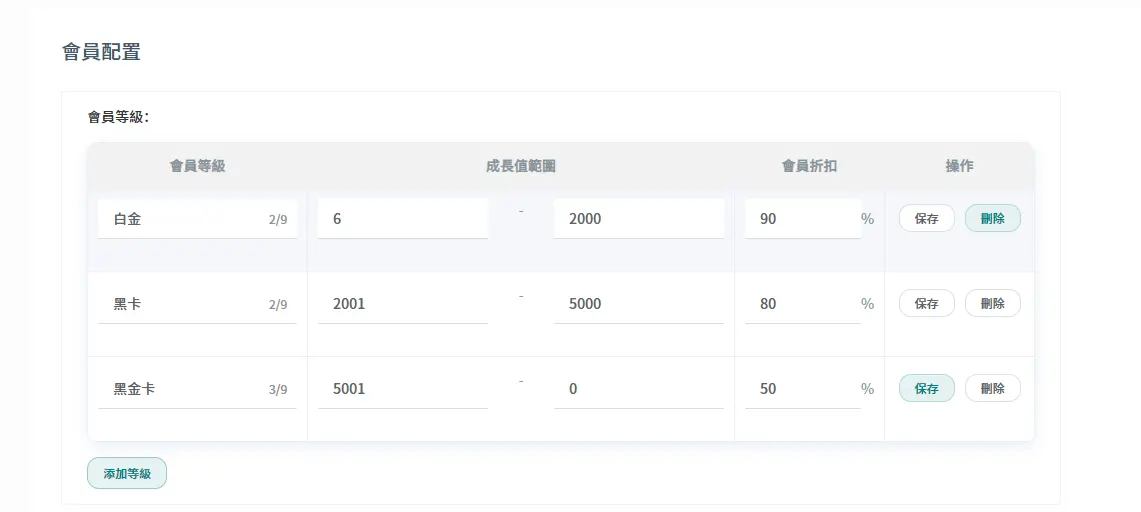 會員配置
會員等級：
會員等級 成長值範圍 會員折扣 操作
白金 2/9 6 - 2000 90 % 保存 刪除
黑卡 2/9 2001 - 5000 80 % 保存 刪除
黑金卡 3/9 5001 - 0 50 % 保存 刪除
添加等級